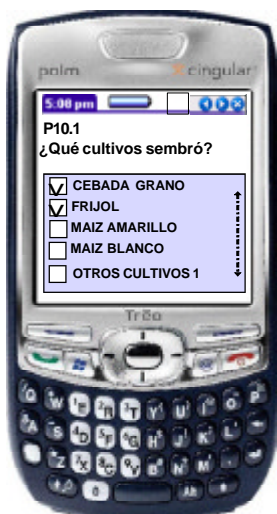 palm cingular
5:08 pm
P10.1
¿Qué cultivos sembró?
CEBADA GRANO
FRIJOL
MAIZ AMARILLO
MAIZ BLANCO
OTROS CULTIVOS 1
Trēo